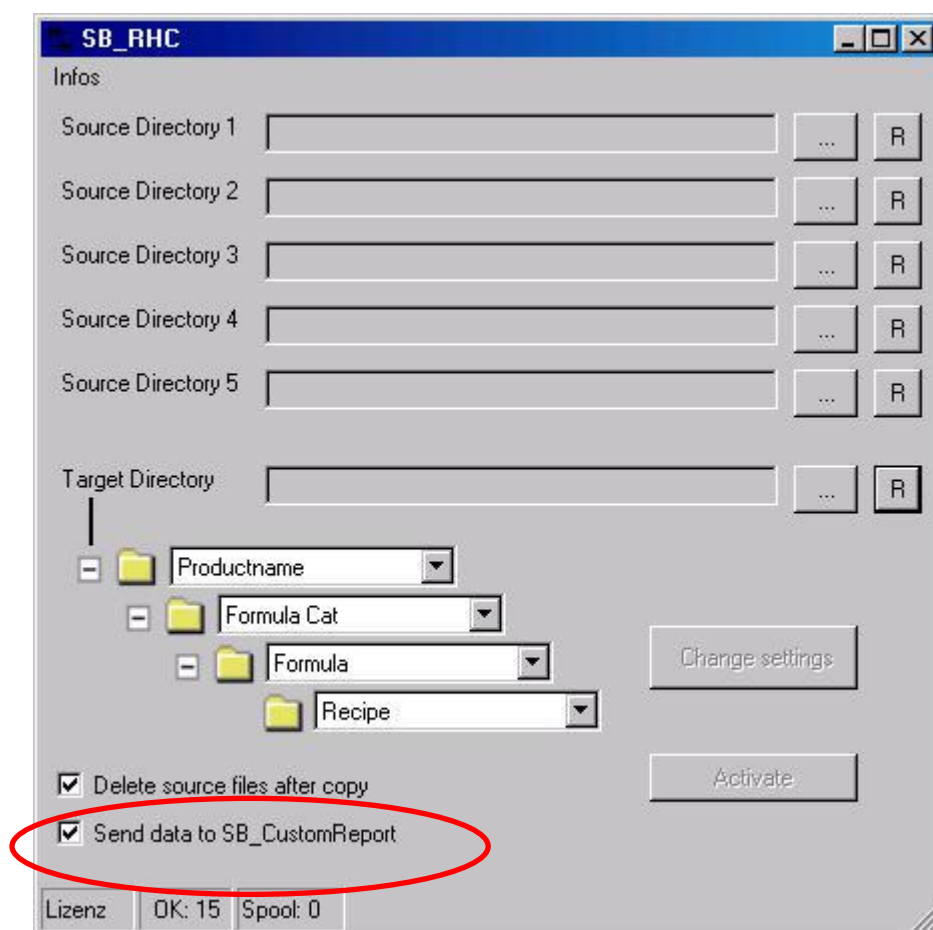 SB_RHC
Infos
Source Directory 1 ... R
Source Directory 2 ... R
Source Directory 3 ... R
Source Directory 4 ... R
Source Directory 5 ... R
Target Directory ... R
Productname
Formula Cat
Formula
Recipe
Change settings
Activate
Delete source files after copy
Send data to SB_CustomReport
Lizenz OK: 15 Spool: 0